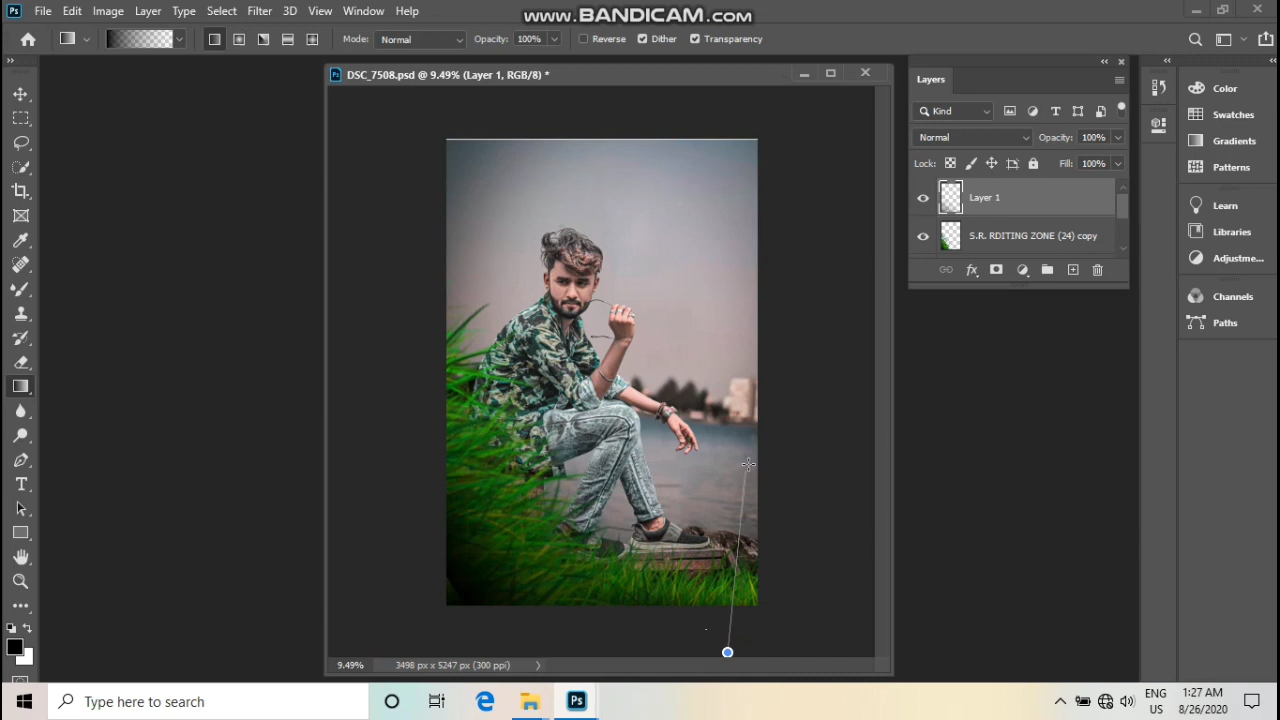 File Edit Image Layer Type Select Filter 3D View Window Help
www.BANDICAM.com
Mode: Normal Opacity: 100% Reverse Dither Transparency
DSC_7508.psd @ 9.49% (Layer 1, RGB/8) *
Layers
Kind
Normal Opacity: 100%
Lock: Fill: 100%
Layer 1
S.R. RDITING ZONE (24) copy
Color
Swatches
Gradients
Patterns
Learn
Libraries
Adjustme...
Channels
Paths
9.49% 3498 px x 5247 px (300 ppi)
Type here to search
ENG
US
1:27 AM
8/26/2020